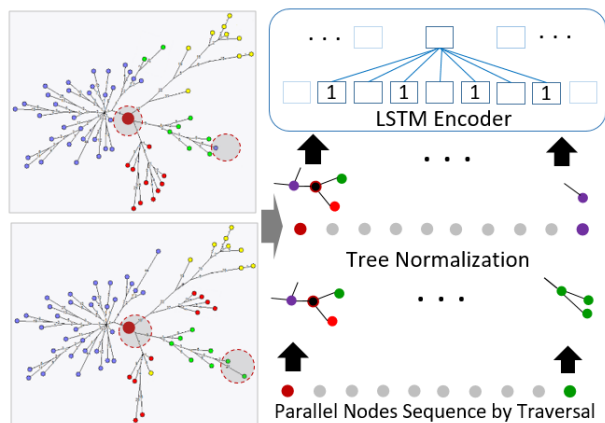 . . .
. . .
1 1 1 1
LSTM Encoder
. . .
Tree Normalization
. . .
Parallel Nodes Sequence by Traversal